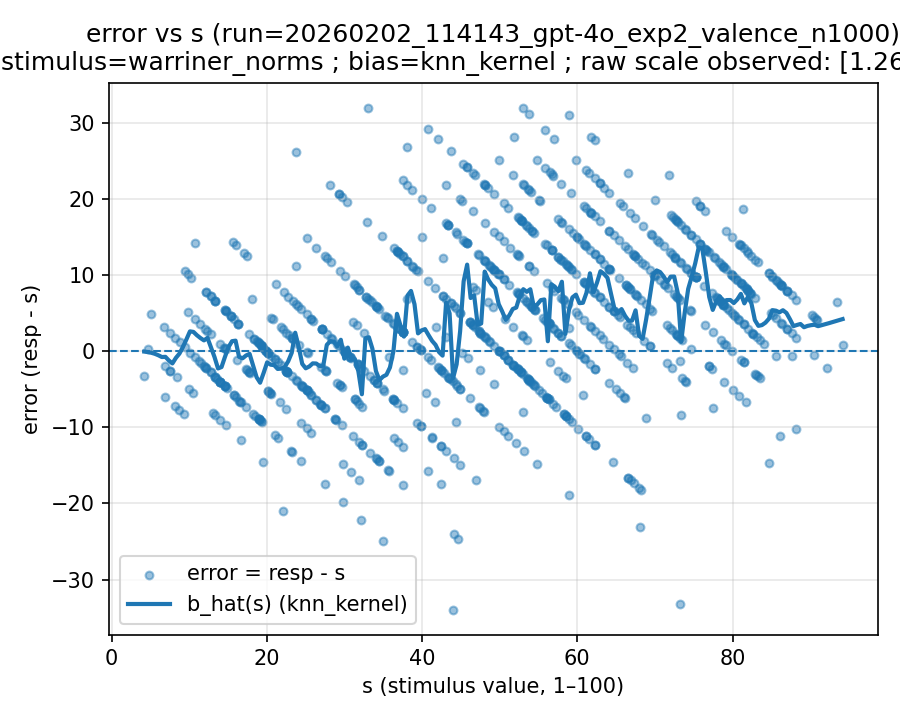 error vs s (run=20260202_114143_gpt-4o_exp2_valence_n1000)
stimulus=warriner_norms ; bias=knn_kernel ; raw scale observed: [1.26
30
20
10
0
−10
−20
−30
error (resp - s)
error = resp - s
b_hat(s) (knn_kernel)
0 20 40 60 80
s (stimulus value, 1–100)